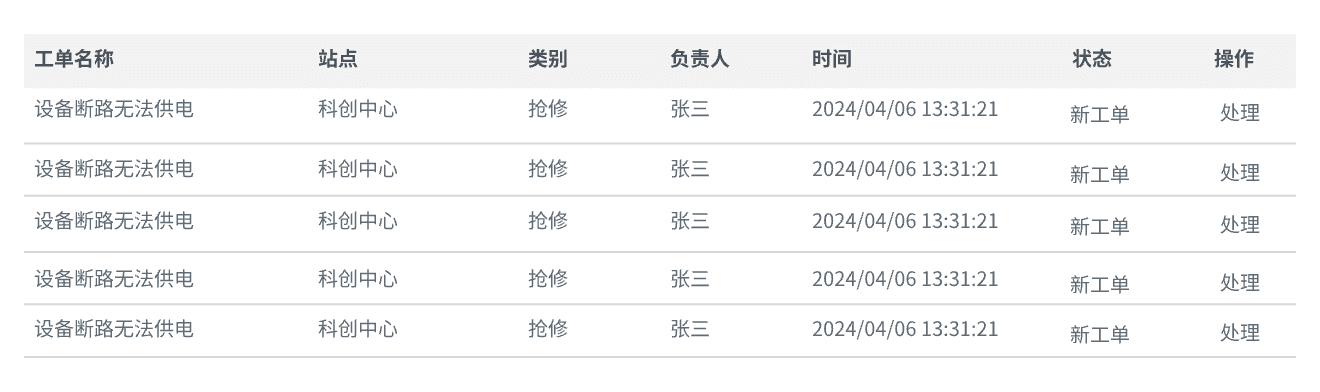 工单名称 站点 类别 负责人 时间 状态 操作
设备断路无法供电 科创中心 抢修 张三 2024/04/06 13:31:21 新工单 处理
设备断路无法供电 科创中心 抢修 张三 2024/04/06 13:31:21 新工单 处理
设备断路无法供电 科创中心 抢修 张三 2024/04/06 13:31:21 新工单 处理
设备断路无法供电 科创中心 抢修 张三 2024/04/06 13:31:21 新工单 处理
设备断路无法供电 科创中心 抢修 张三 2024/04/06 13:31:21 新工单 处理